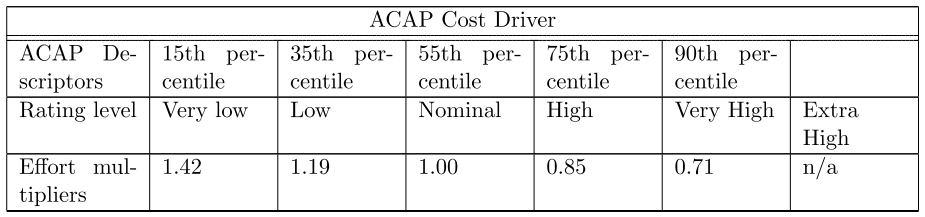 ACAP Cost Driver
ACAP De- 15th per- 35th per- 55th per- 75th per- 90th per-
scriptors centile centile centile centile centile
Rating level Very low Low Nominal High Very High Extra
High
Effort mul- 1.42 1.19 1.00 0.85 0.71 n/a
tipliers